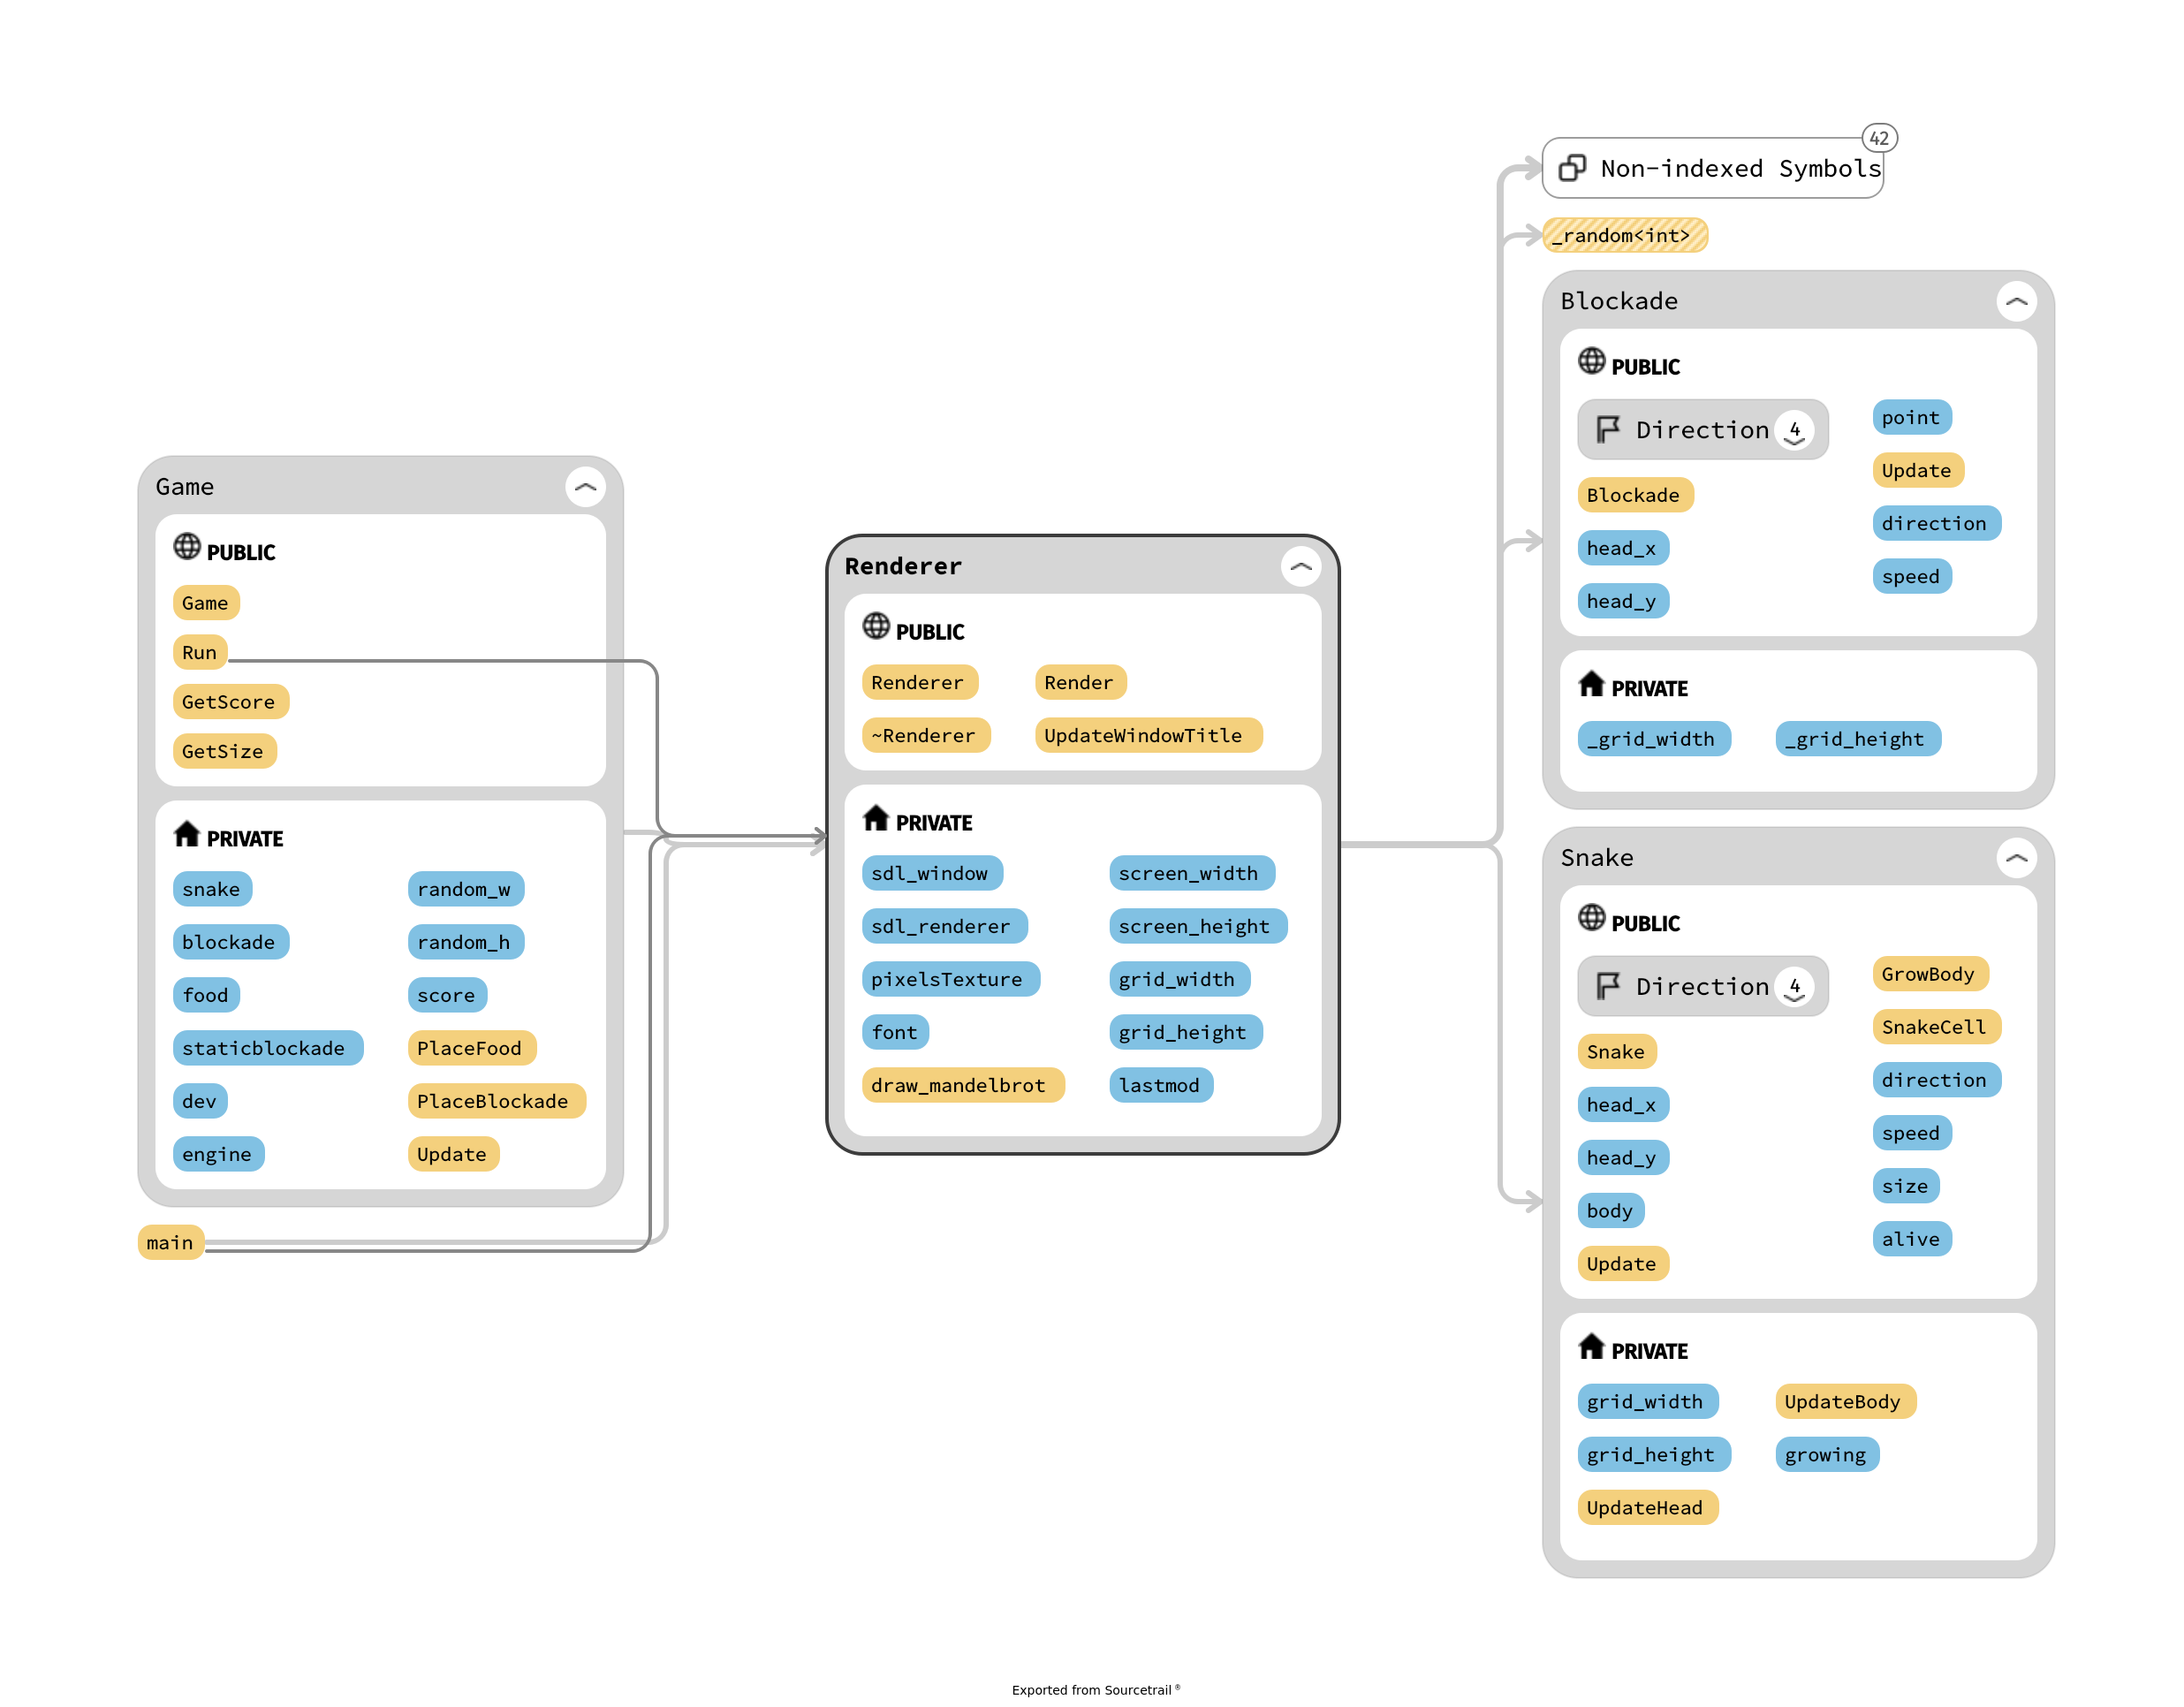 Game
PUBLIC
Game
Run
GetScore
GetSize
PRIVATE
snake
blockade
food
staticblockade
dev
engine
random_w
random_h
score
PlaceFood
PlaceBlockade
Update
main
Renderer
PUBLIC
Renderer
~Renderer
Render
UpdateWindowTitle
PRIVATE
sdl_window
sdl_renderer
pixelsTexture
font
draw_mandelbrot
screen_width
screen_height
grid_width
grid_height
lastmod
42
Non-indexed Symbols
_random<int>
Blockade
PUBLIC
Direction 4
Blockade
head_x
head_y
point
Update
direction
speed
PRIVATE
_grid_width
_grid_height
Snake
PUBLIC
Direction 4
Snake
head_x
head_y
body
Update
GrowBody
SnakeCell
direction
speed
size
alive
PRIVATE
grid_width
grid_height
UpdateHead
UpdateBody
growing
Exported from Sourcetrail ®